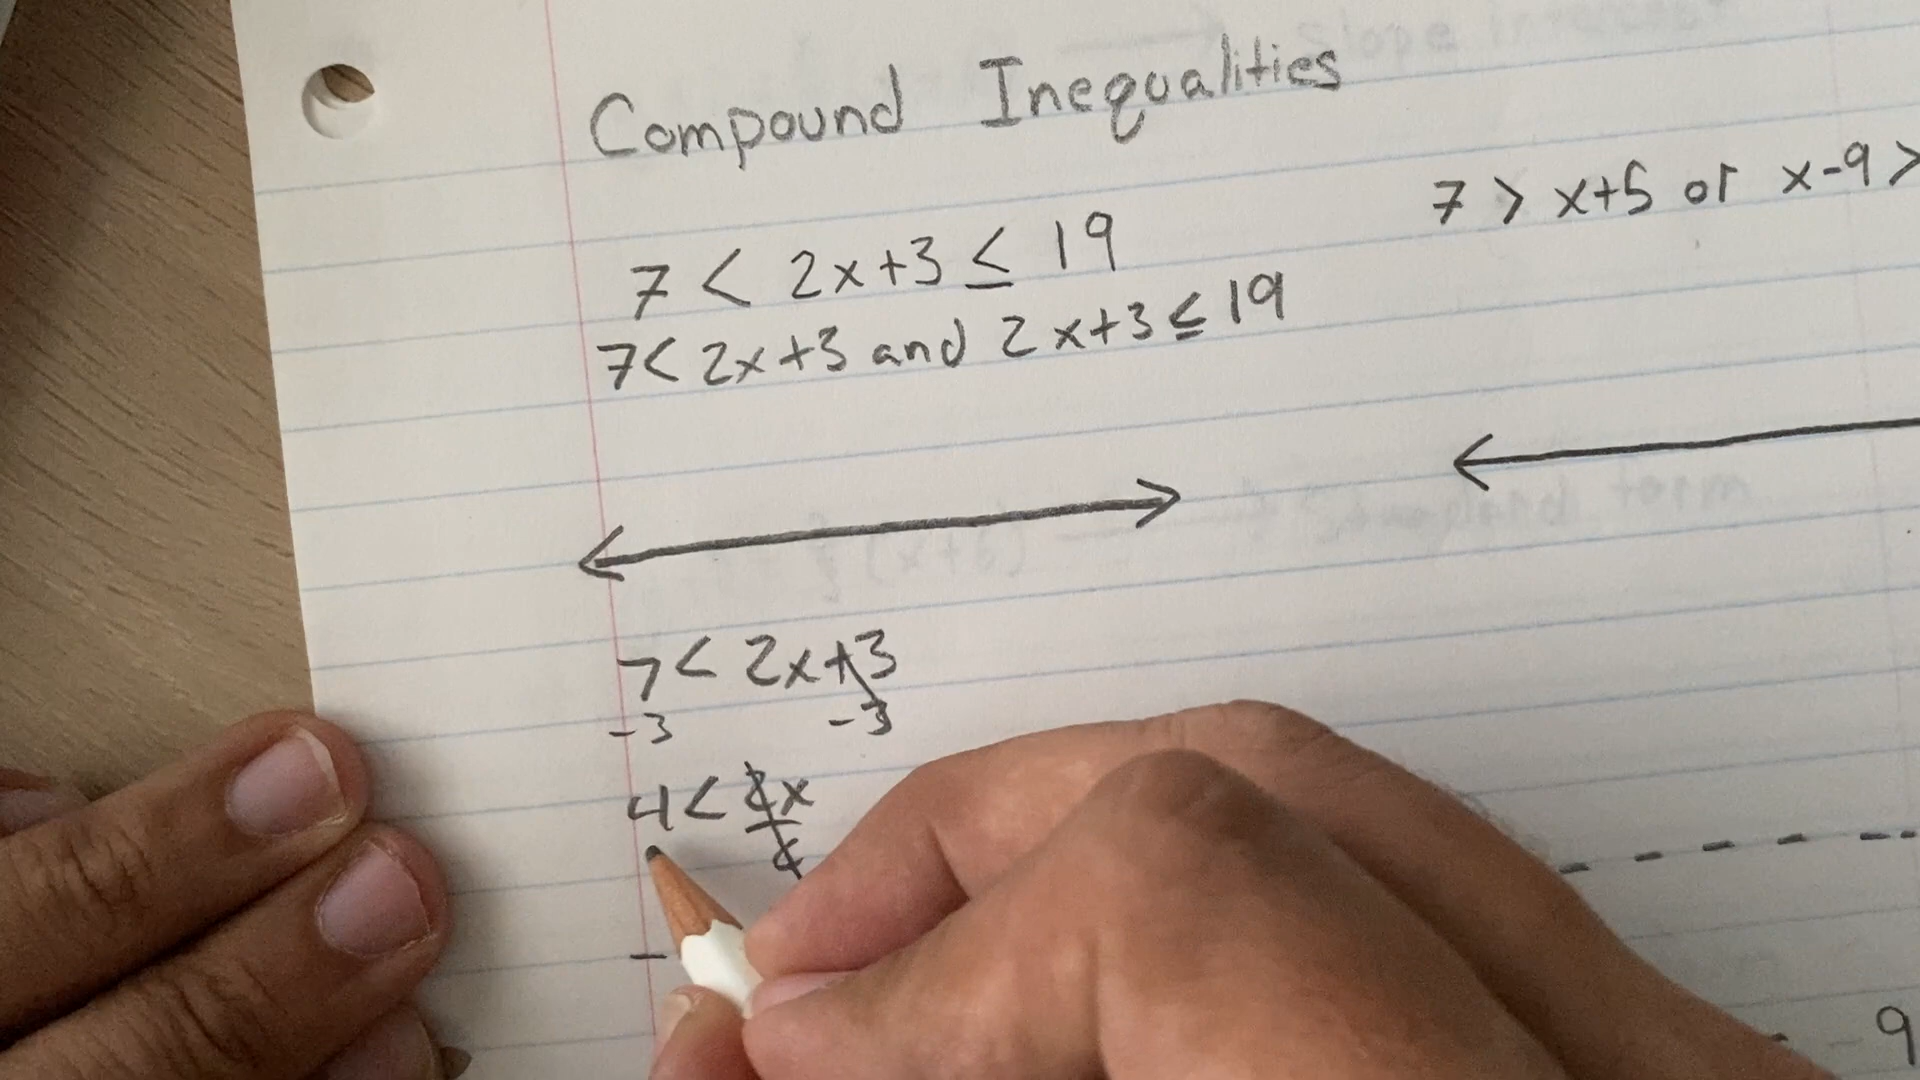 Compound Inequalities
7 < 2x+3 ≤ 19
7 < 2x+3 and 2x+3 ≤ 19
7 > x+5 or x-9 >
7 < 2x+3
-3 -3
4 < 2x
2
9